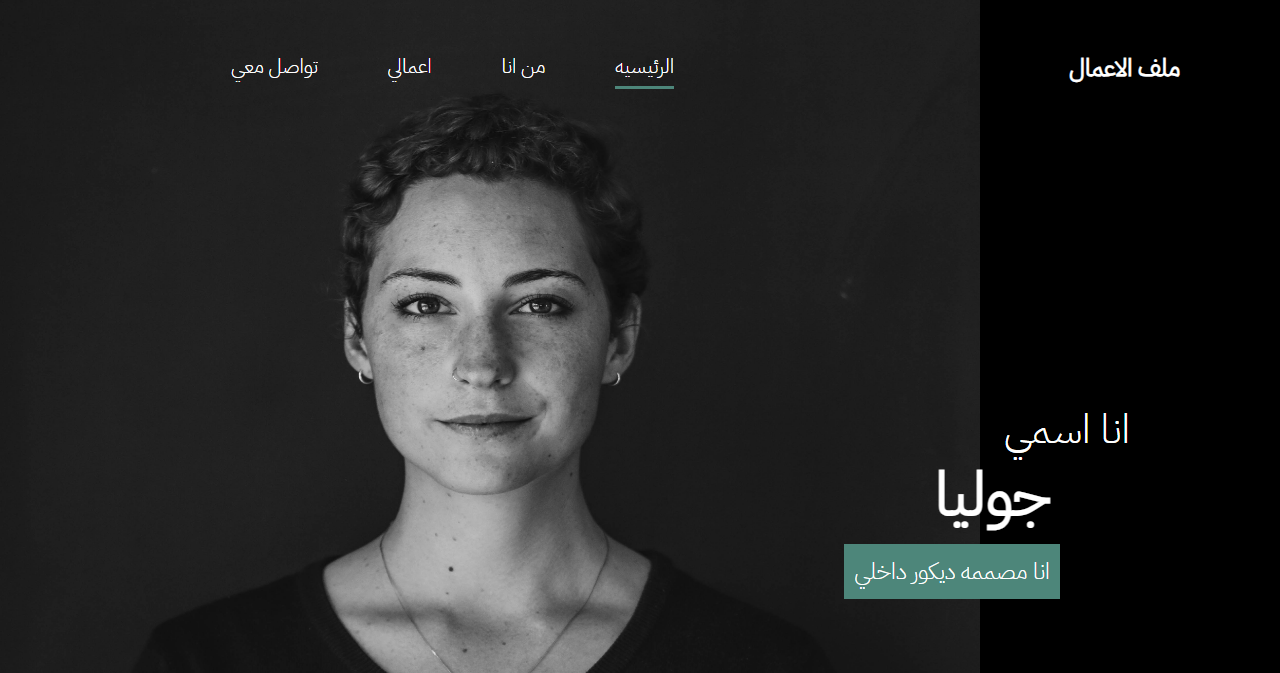 ملف الاعمال
الرئيسيه
من انا
اعمالي
تواصل معي
انا اسمي
جوليا
انا مصممه ديكور داخلي